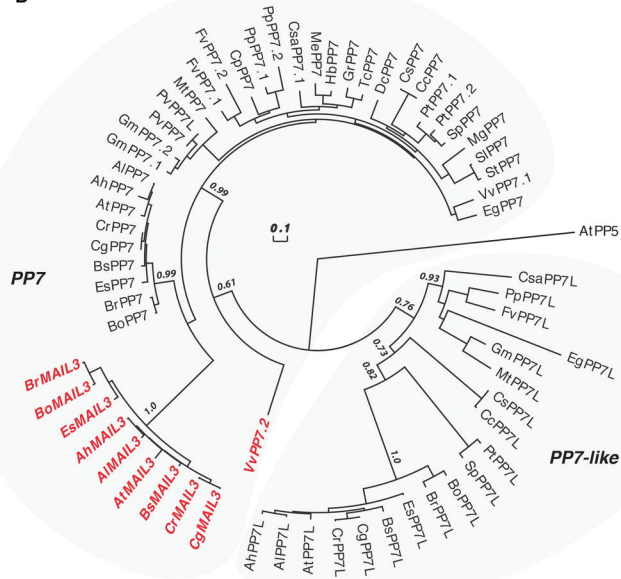 PpPP7.2
FvPP7.2
PpPP7.1
CpPP7
FvPP7.1
MtPP7
PvPP7L
PvPP7
GmPP7.2
GmPP7.1
AlPP7
AhPP7
AtPP7
CrPP7
CgPP7
BsPP7
EsPP7
BrPP7
BoPP7
CsaPP7.1
MePP7
HbPP7
GrPP7
TcPP7
DcPP7
CsPP7
CcPP7
PtPP7.1
PtPP7.2
SpPP7
MgPP7
SlPP7
StPP7
VvPP7.1
EgPP7
AtPP5
0.99
0.1
0.61
0.99
PP7
0.93
0.76
0.73
0.82
1.0
1.0
CsaPP7L
PpPP7L
FvPP7L
EgPP7L
GmPP7L
MtPP7L
CsPP7L
CcPP7L
PtPP7L
SpPP7L
BoPP7L
BrPP7L
EsPP7L
BsPP7L
CgPP7L
CrPP7L
AtPP7L
AlPP7L
AhPP7L
PP7-like
BrMAIL3
BoMAIL3
EsMAIL3
AhMAIL3
AlMAIL3
AtMAIL3
BsMAIL3
CrMAIL3
CgMAIL3
VvPP7.2